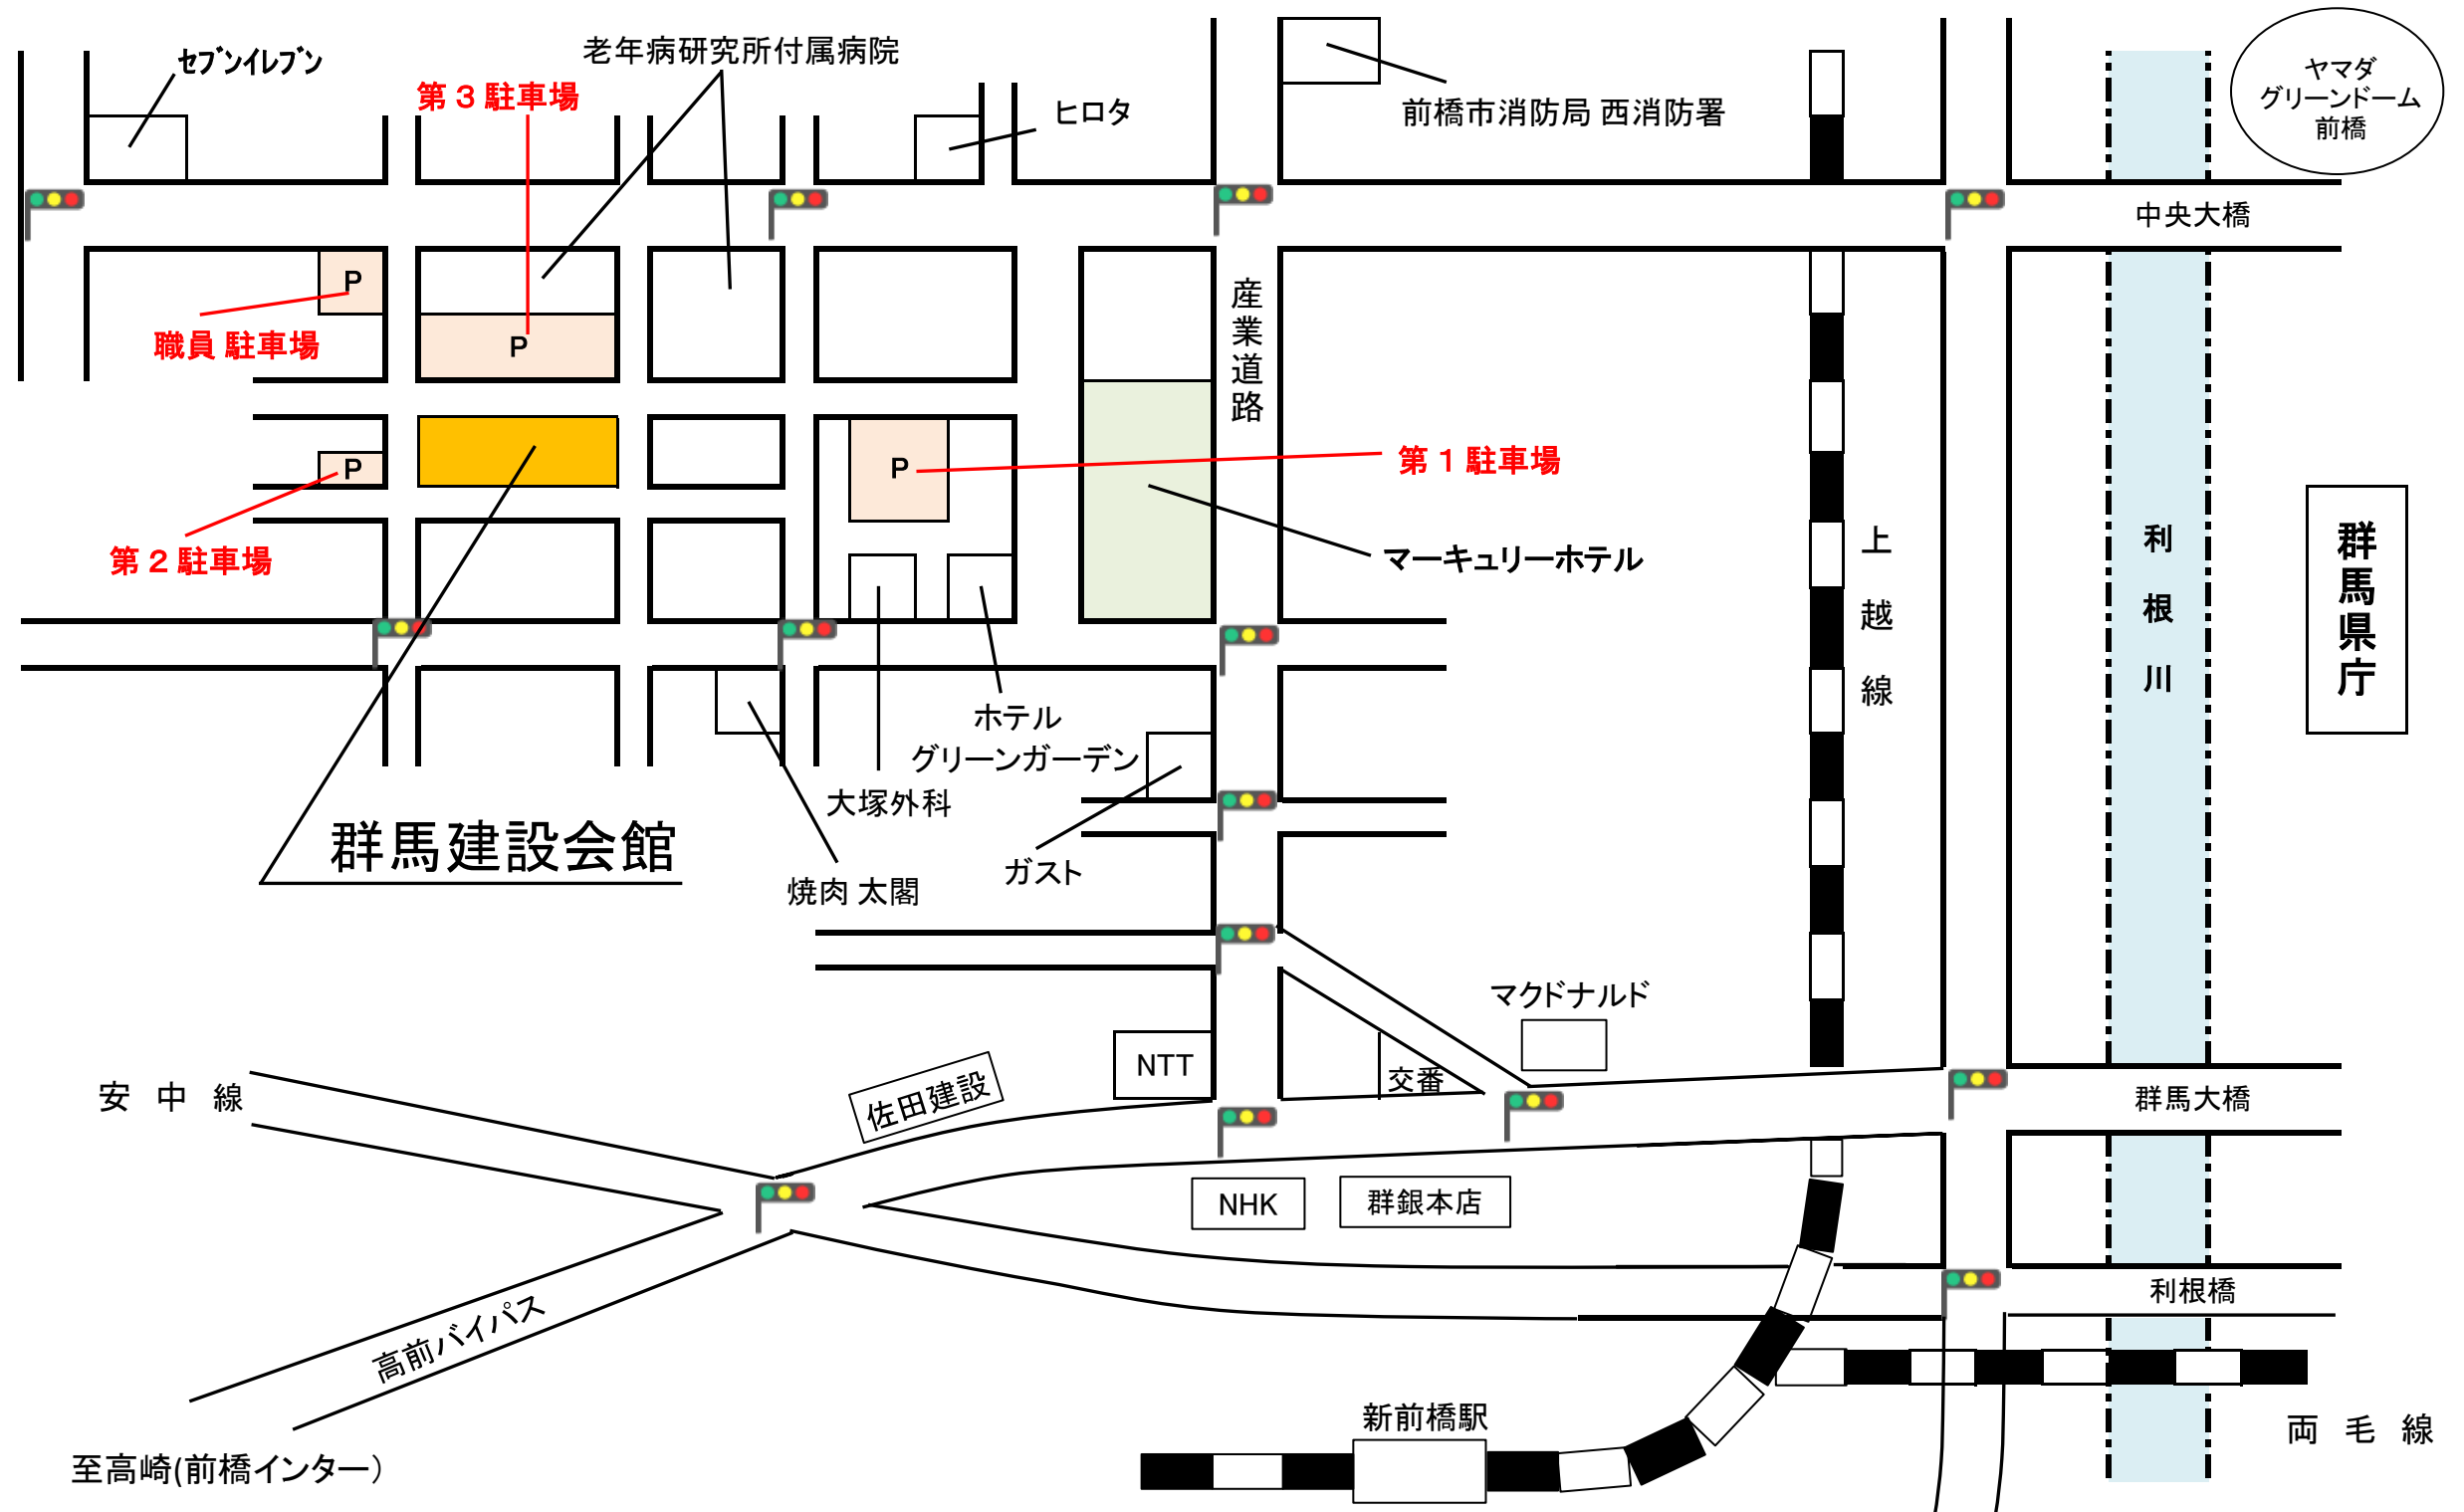 ｾﾌﾞﾝｲﾚﾌﾞﾝ
老年病研究所付属病院
第３駐車場
ヒロタ
前橋市消防局 西消防署
ヤマダ
グリーンドーム
前橋
中央大橋
P
職員 駐車場
P
産業道路
P
第２駐車場
P
第１駐車場
マーキュリーホテル
上越線
利根川
群馬県庁
ホテル
グリーンガーデン
大塚外科
群馬建設会館
焼肉 太閤
ガスト
マクドナルド
NTT
交番
佐田建設
安中線
群馬大橋
NHK
群銀本店
利根橋
高前バイパス
新前橋駅
両毛線
至高崎(前橋インター）